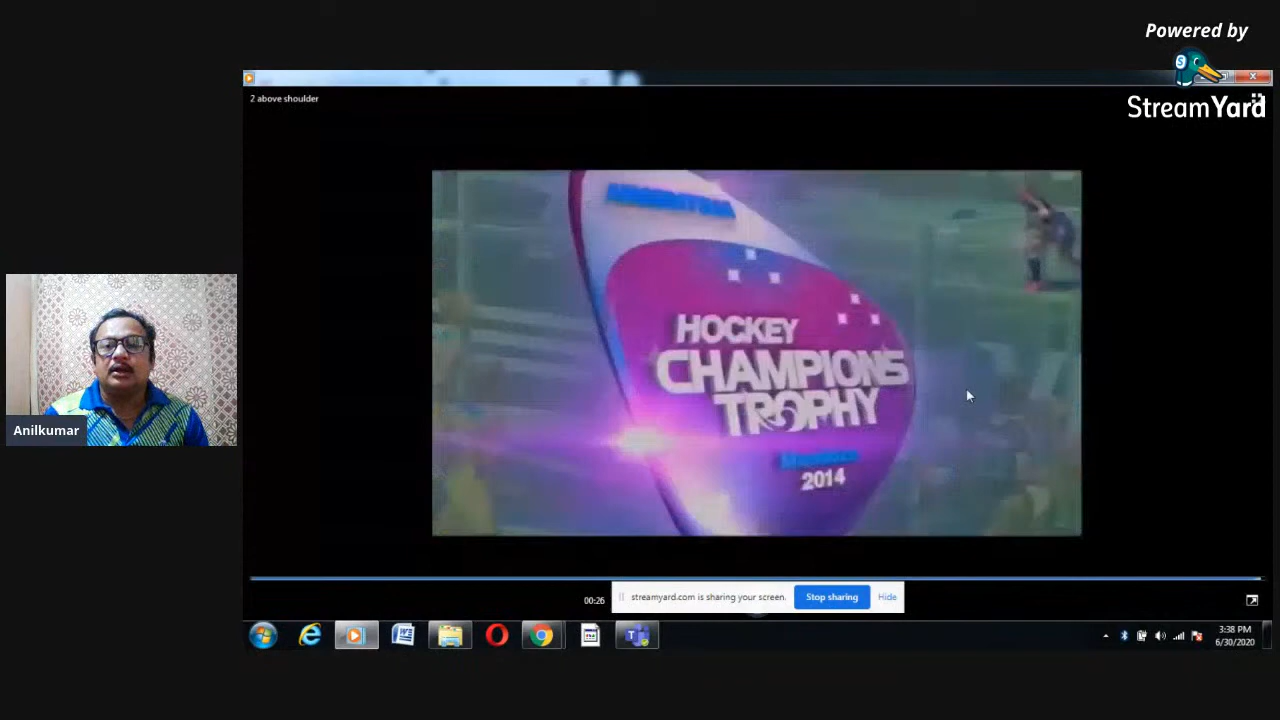 Powered by
StreamYard
2 above shoulder
ARGENTINA
HOCKEY
CHAMPIONS
TROPHY
2014
Anilkumar
00:26
streamyard.com is sharing your screen.
Stop sharing
Hide
3:38 PM
6/30/2020